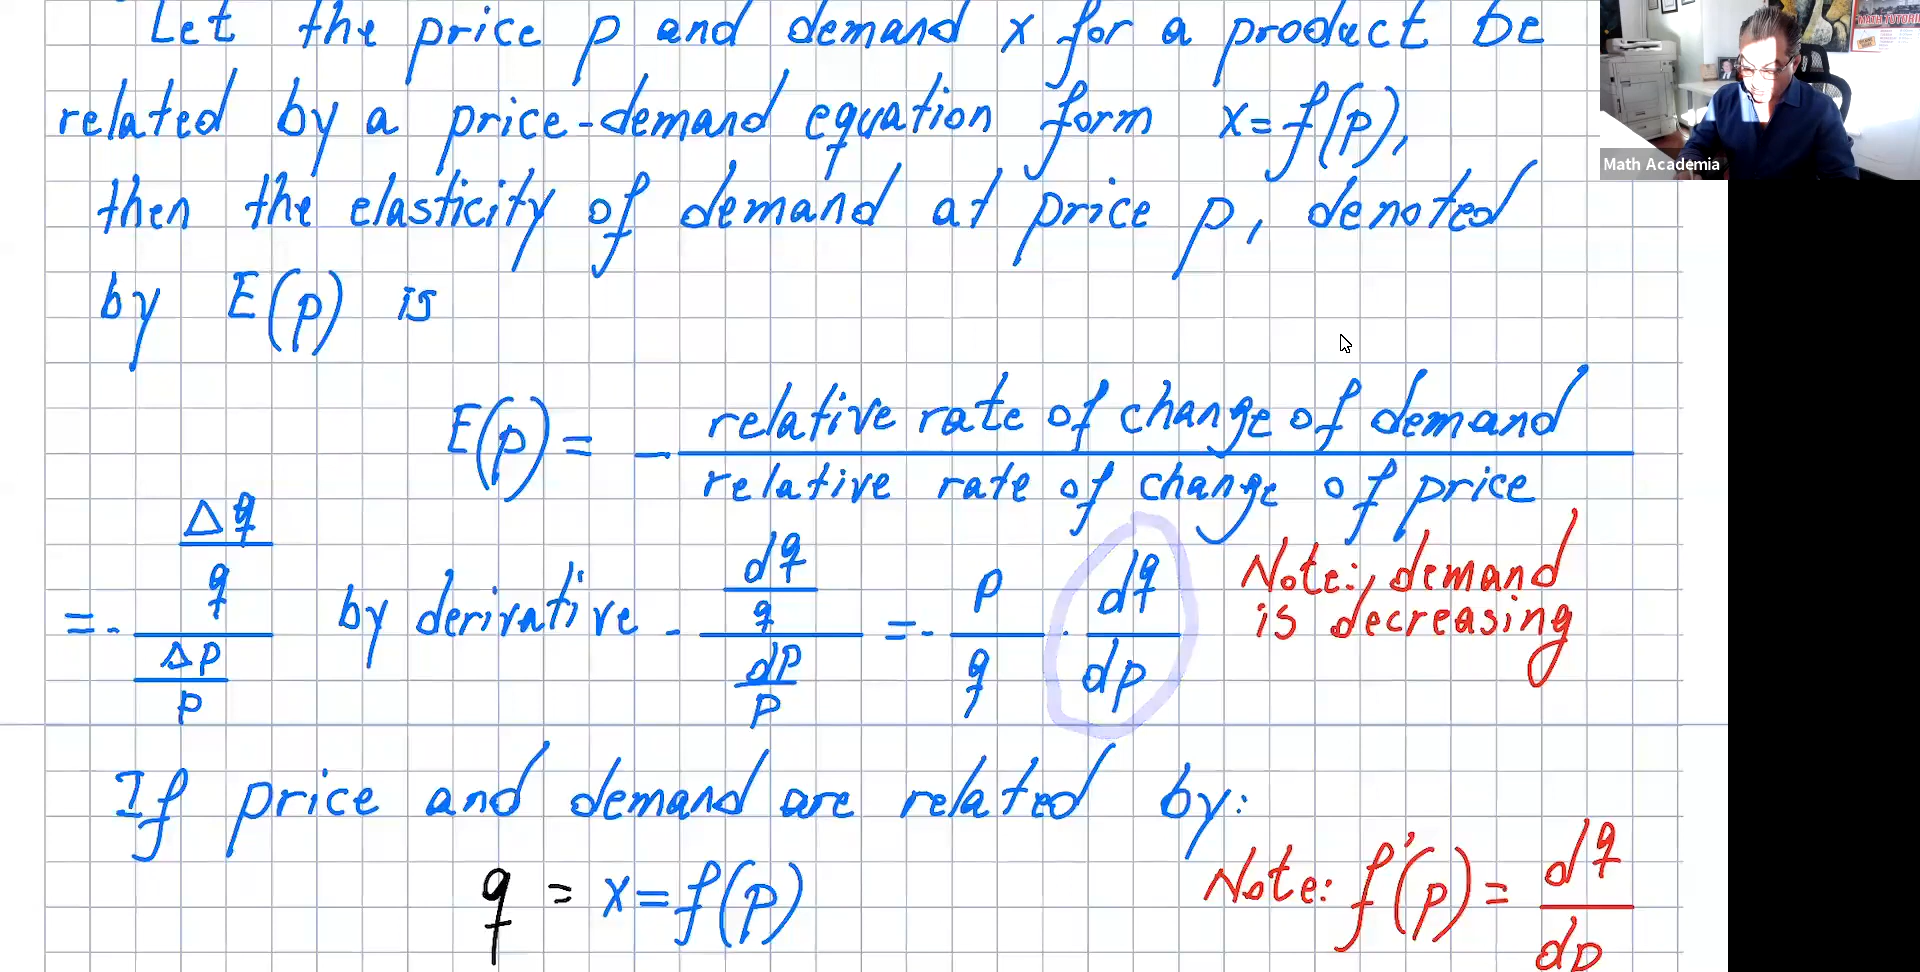 Let the price p and demand x for a product be
related by a price-demand equation form x=f(p),
then the elasticity of demand at price p, denoted
by E(p) is
E(p) = - relative rate of change of demand / relative rate of change of price
= - (Δq/q) / (Δp/p) by derivative - (dq/q) / (dp/p) = - p/q · dq/dp
Note:, demand
is decreasing
If price and demand are related by:
q = x=f(p)
Note: f'(p) = dq/dp
Math Academia
MATH TUTORI